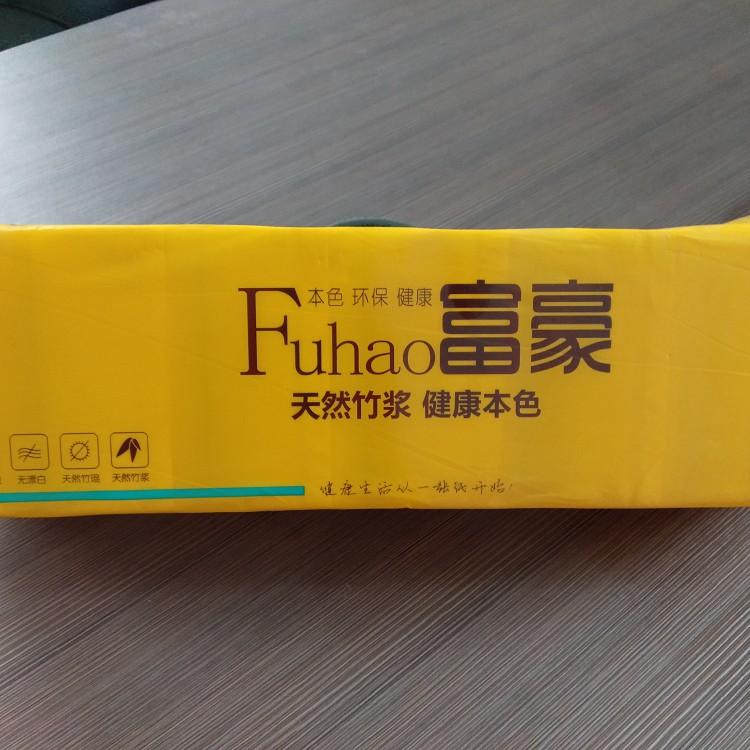 本色 环保 健康
Fuhao富豪
天然竹浆 健康本色
无漂白 天然竹琨 天然竹浆
健康生活从一张纸开始!